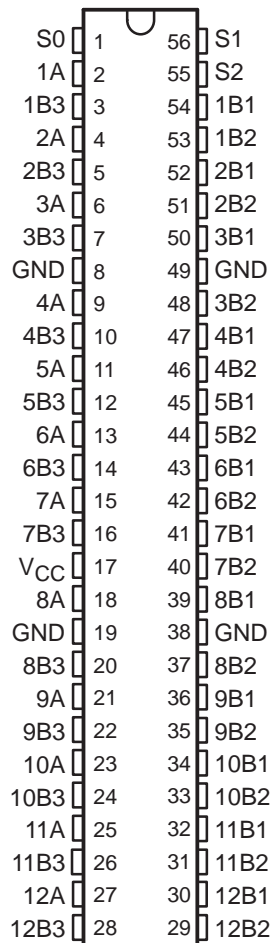 S0 1 56 S1
1A 2 55 S2
1B3 3 54 1B1
2A 4 53 1B2
2B3 5 52 2B1
3A 6 51 2B2
3B3 7 50 3B1
GND 8 49 GND
4A 9 48 3B2
4B3 10 47 4B1
5A 11 46 4B2
5B3 12 45 5B1
6A 13 44 5B2
6B3 14 43 6B1
7A 15 42 6B2
7B3 16 41 7B1
VCC 17 40 7B2
8A 18 39 8B1
GND 19 38 GND
8B3 20 37 8B2
9A 21 36 9B1
9B3 22 35 9B2
10A 23 34 10B1
10B3 24 33 10B2
11A 25 32 11B1
11B3 26 31 11B2
12A 27 30 12B1
12B3 28 29 12B2